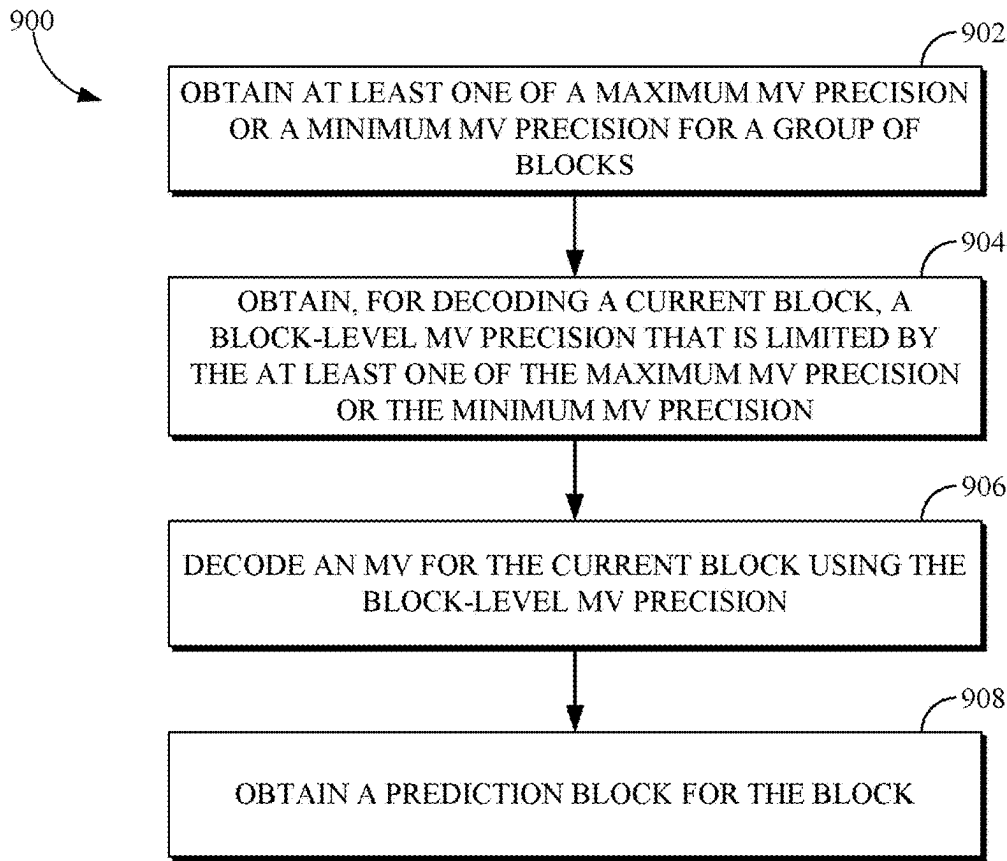 900
902
OBTAIN AT LEAST ONE OF A MAXIMUM MV PRECISION
OR A MINIMUM MV PRECISION FOR A GROUP OF
BLOCKS
904
OBTAIN, FOR DECODING A CURRENT BLOCK, A
BLOCK-LEVEL MV PRECISION THAT IS LIMITED BY
THE AT LEAST ONE OF THE MAXIMUM MV PRECISION
OR THE MINIMUM MV PRECISION
906
DECODE AN MV FOR THE CURRENT BLOCK USING THE
BLOCK-LEVEL MV PRECISION
908
OBTAIN A PREDICTION BLOCK FOR THE BLOCK